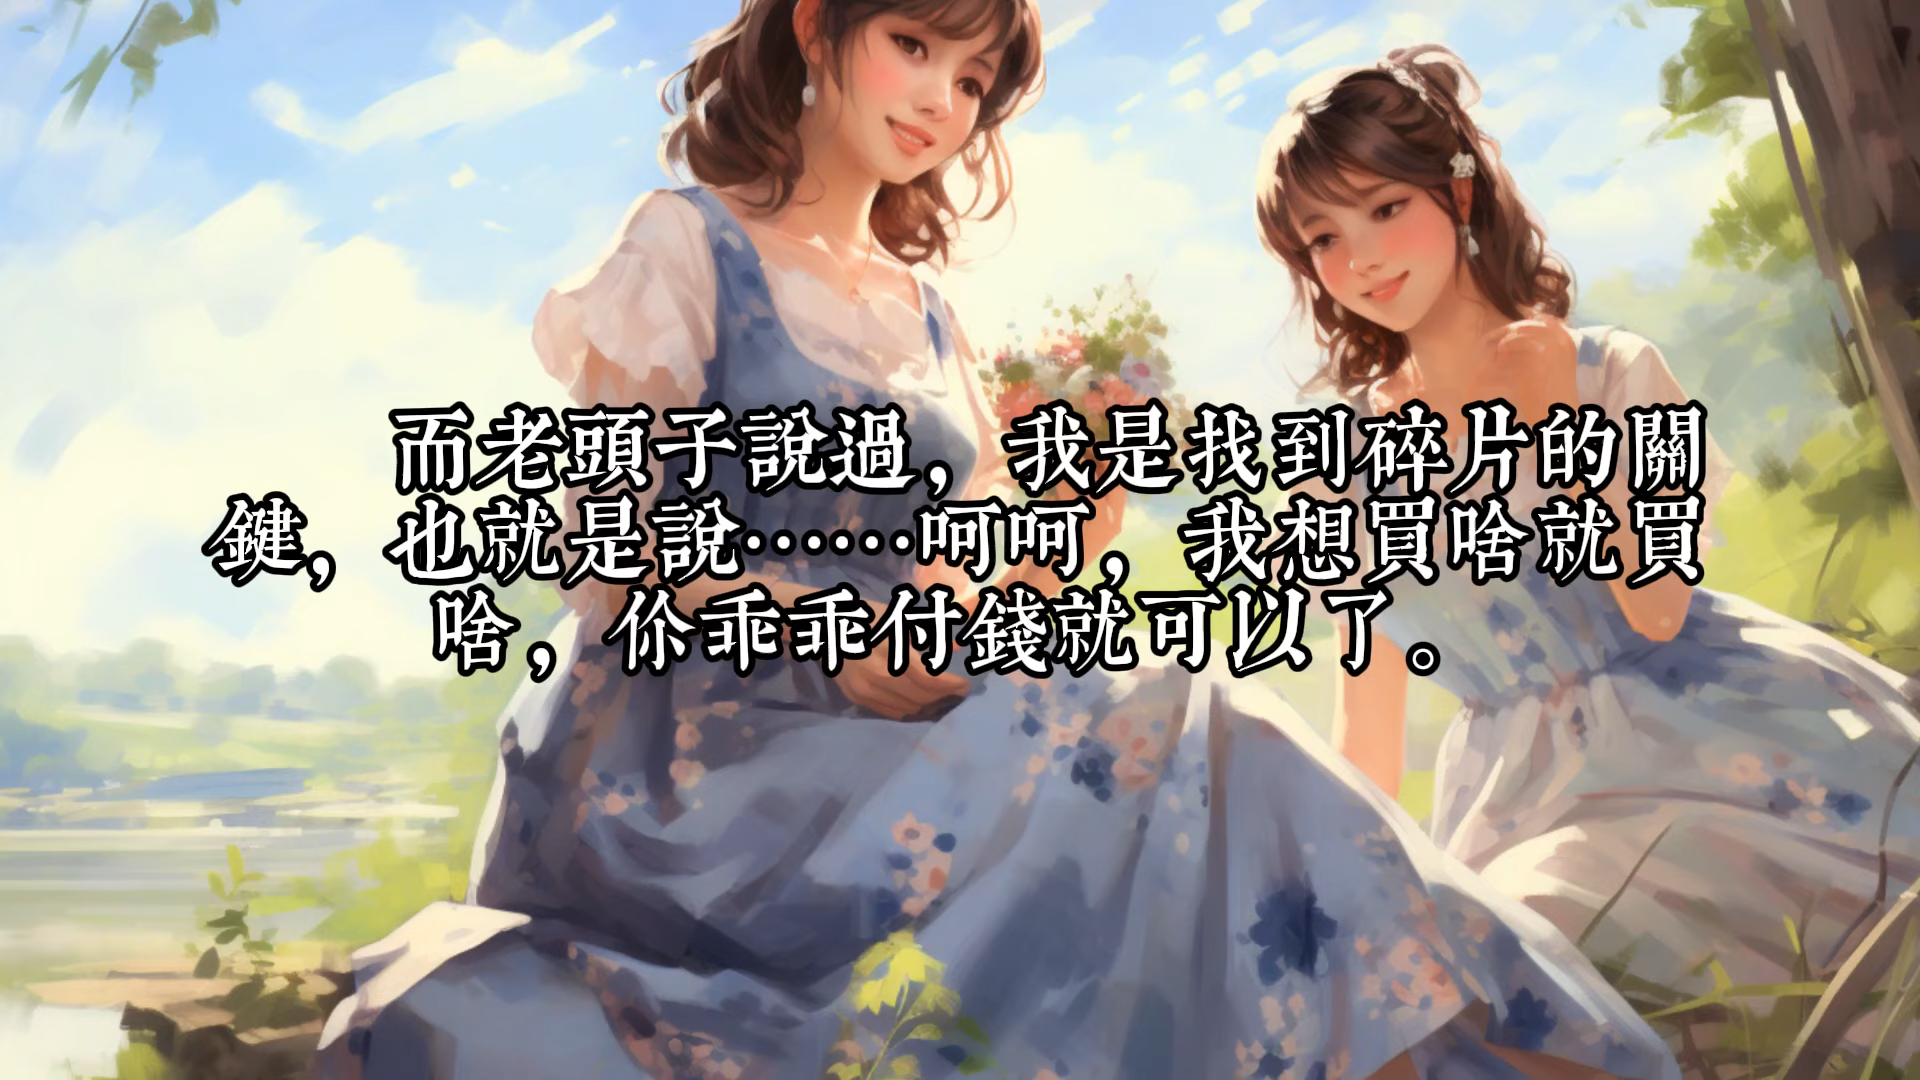 而老頭子說過，我是找到碎片的關
鍵，也就是說……呵呵，我想買啥就買
啥，你乖乖付錢就可以了。